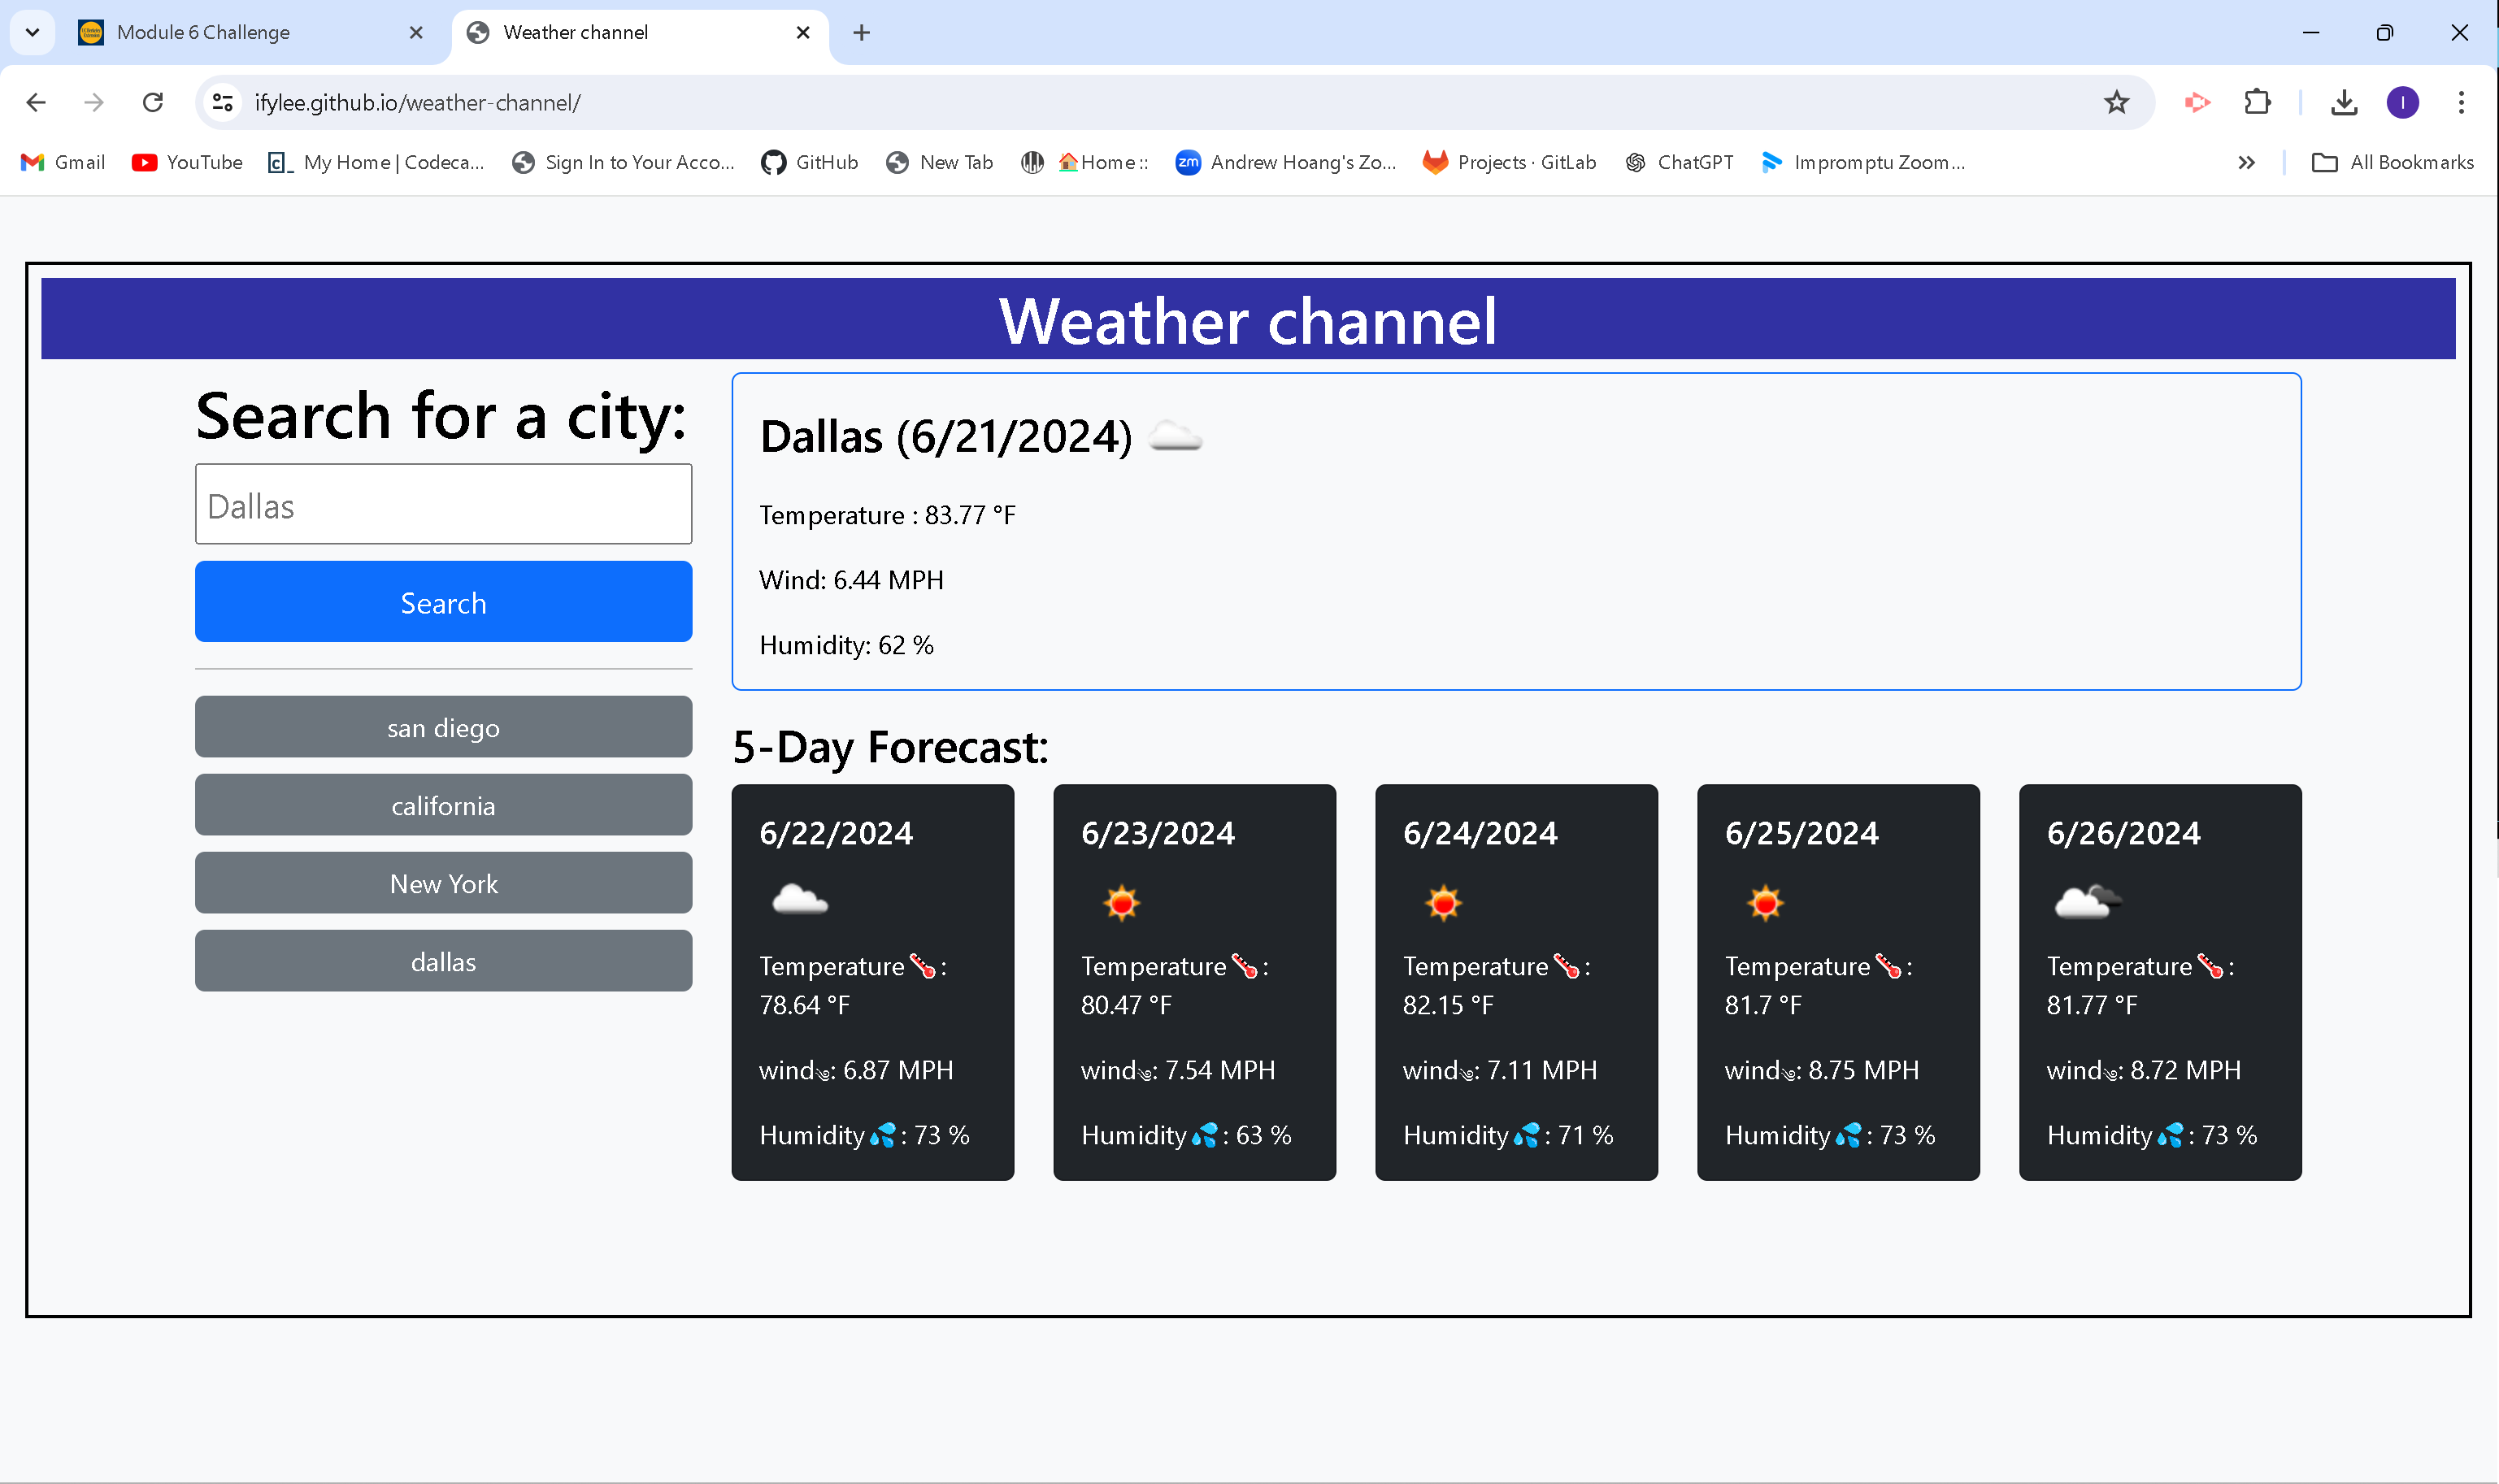 Module 6 Challenge
Weather channel
ifylee.github.io/weather-channel/
Gmail
YouTube
My Home | Codeca...
Sign In to Your Acco...
GitHub
New Tab
Home ::
Andrew Hoang's Zo...
Projects · GitLab
ChatGPT
Impromptu Zoom...
All Bookmarks
Weather channel
Search for a city:
Dallas
Search
san diego
california
New York
dallas
Dallas (6/21/2024)
Temperature : 83.77 °F
Wind: 6.44 MPH
Humidity: 62 %
5-Day Forecast:
6/22/2024
Temperature🌡️:
78.64 °F
wind༄: 6.87 MPH
Humidity💦: 73 %
6/23/2024
Temperature🌡️:
80.47 °F
wind༄: 7.54 MPH
Humidity💦: 63 %
6/24/2024
Temperature🌡️:
82.15 °F
wind༄: 7.11 MPH
Humidity💦: 71 %
6/25/2024
Temperature🌡️:
81.7 °F
wind༄: 8.75 MPH
Humidity💦: 73 %
6/26/2024
Temperature🌡️:
81.77 °F
wind༄: 8.72 MPH
Humidity💦: 73 %